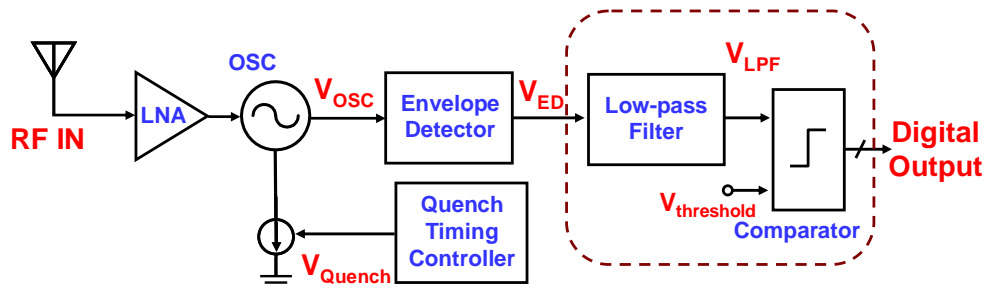 RF IN
LNA
OSC
V_OSC
Envelope
Detector
V_ED
Low-pass
Filter
V_LPF
V_threshold
Comparator
Digital
Output
Quench
Timing
Controller
V_Quench